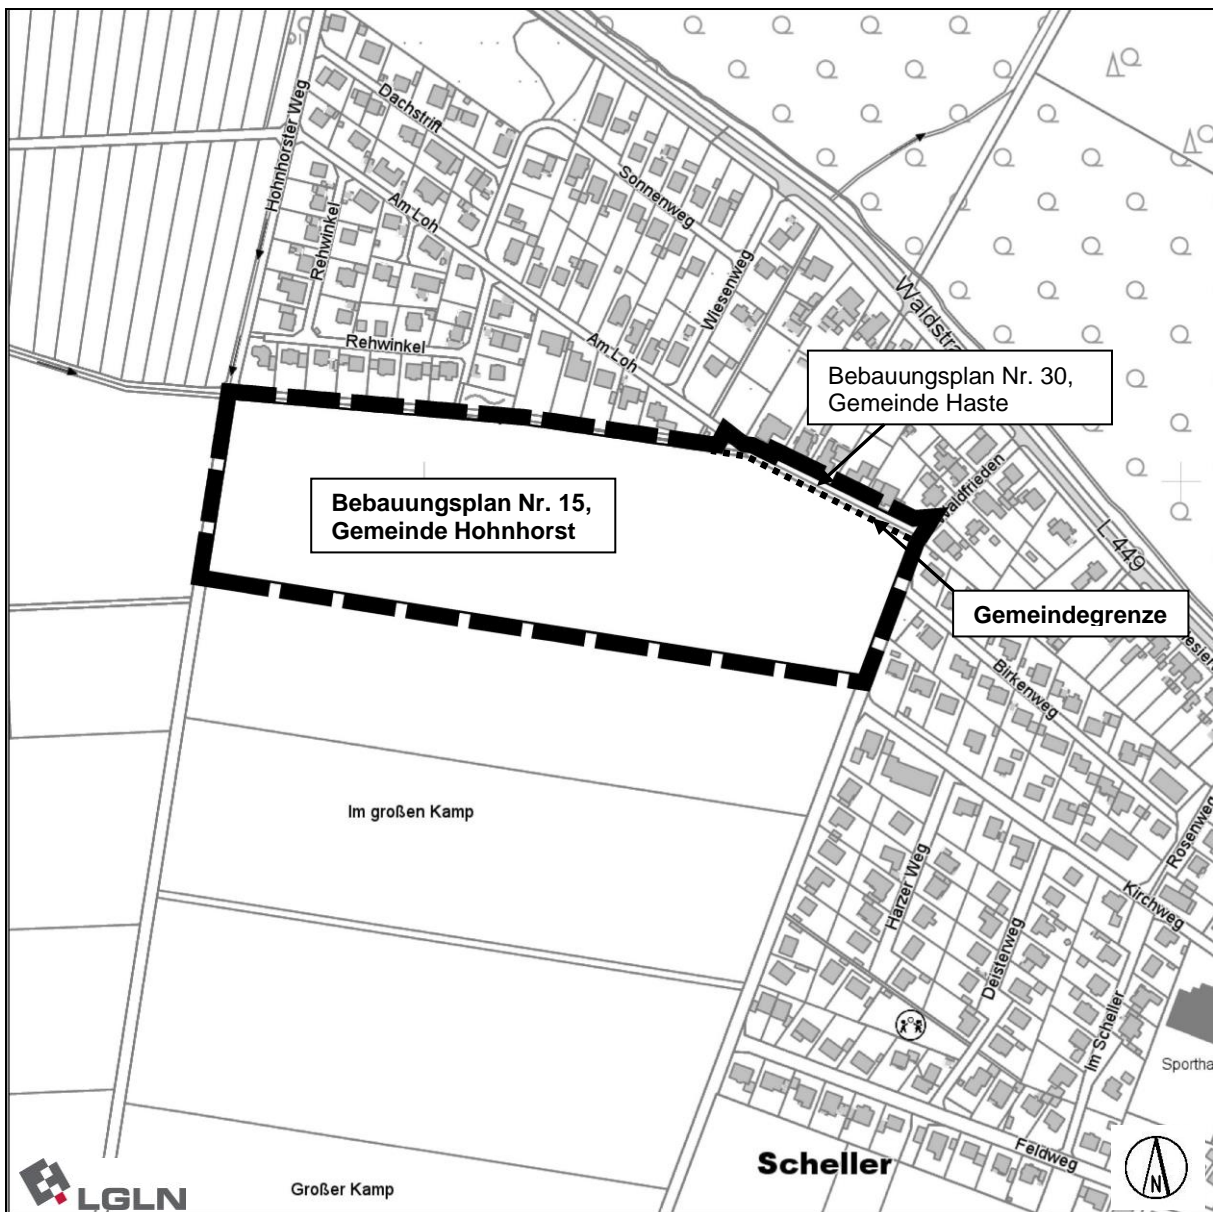 Hohnhorster Weg
Dachstrift
Sonnenweg
Am Loh
Rehwinkel
Wiesenweg
Rehwinkel
Am Loh
Bebauungsplan Nr. 30,
Gemeinde Haste
Waldfrieden
L 449
Bebauungsplan Nr. 15,
Gemeinde Hohnhorst
Gemeindegrenze
Birkenweg
Im großen Kamp
Rosenweg
Harzer Weg
Kirchweg
Deisterweg
Im Scheller
Feldweg
Scheller
Großer Kamp
LGLN
N